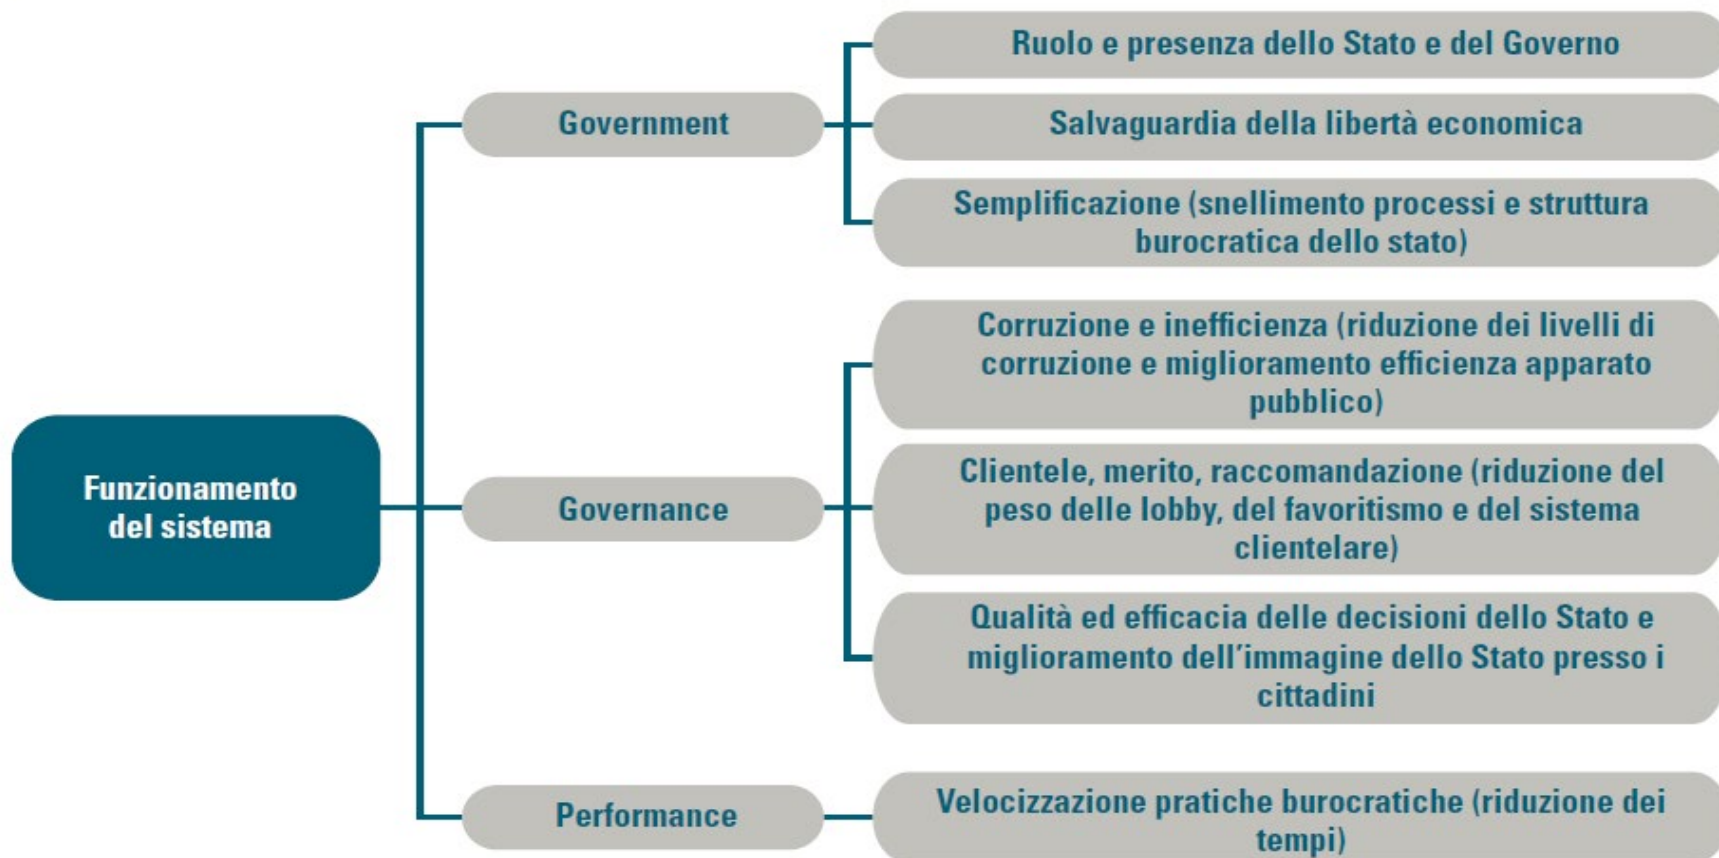 Funzionamento
del sistema
Government
Ruolo e presenza dello Stato e del Governo
Salvaguardia della libertà economica
Semplificazione (snellimento processi e struttura
burocratica dello stato)
Governance
Corruzione e inefficienza (riduzione dei livelli di
corruzione e miglioramento efficienza apparato
pubblico)
Clientele, merito, raccomandazione (riduzione del
peso delle lobby, del favoritismo e del sistema
clientelare)
Qualità ed efficacia delle decisioni dello Stato e
miglioramento dell’immagine dello Stato presso i
cittadini
Performance
Velocizzazione pratiche burocratiche (riduzione dei
tempi)